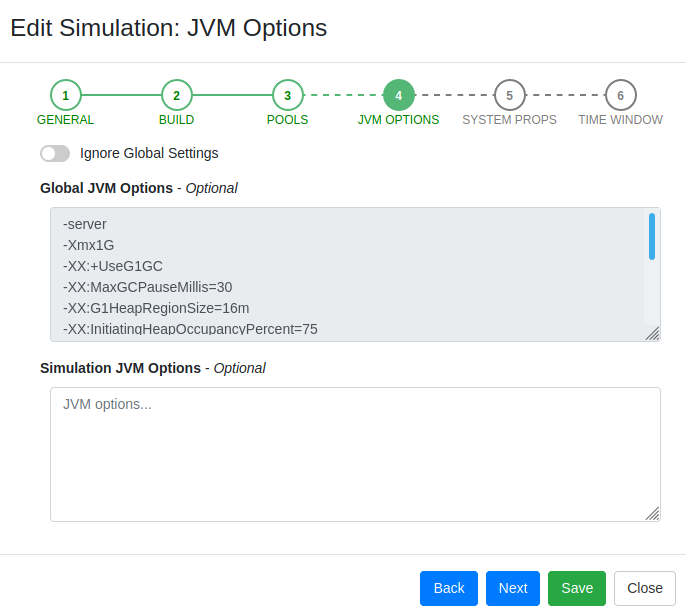 Edit Simulation: JVM Options
1 2 3 4 5 6
GENERAL BUILD POOLS JVM OPTIONS SYSTEM PROPS TIME WINDOW
Ignore Global Settings
Global JVM Options - Optional
-server
-Xmx1G
-XX:+UseG1GC
-XX:MaxGCPauseMillis=30
-XX:G1HeapRegionSize=16m
-XX:InitiatingHeapOccupancyPercent=75
Simulation JVM Options - Optional
JVM options...
Back Next Save Close